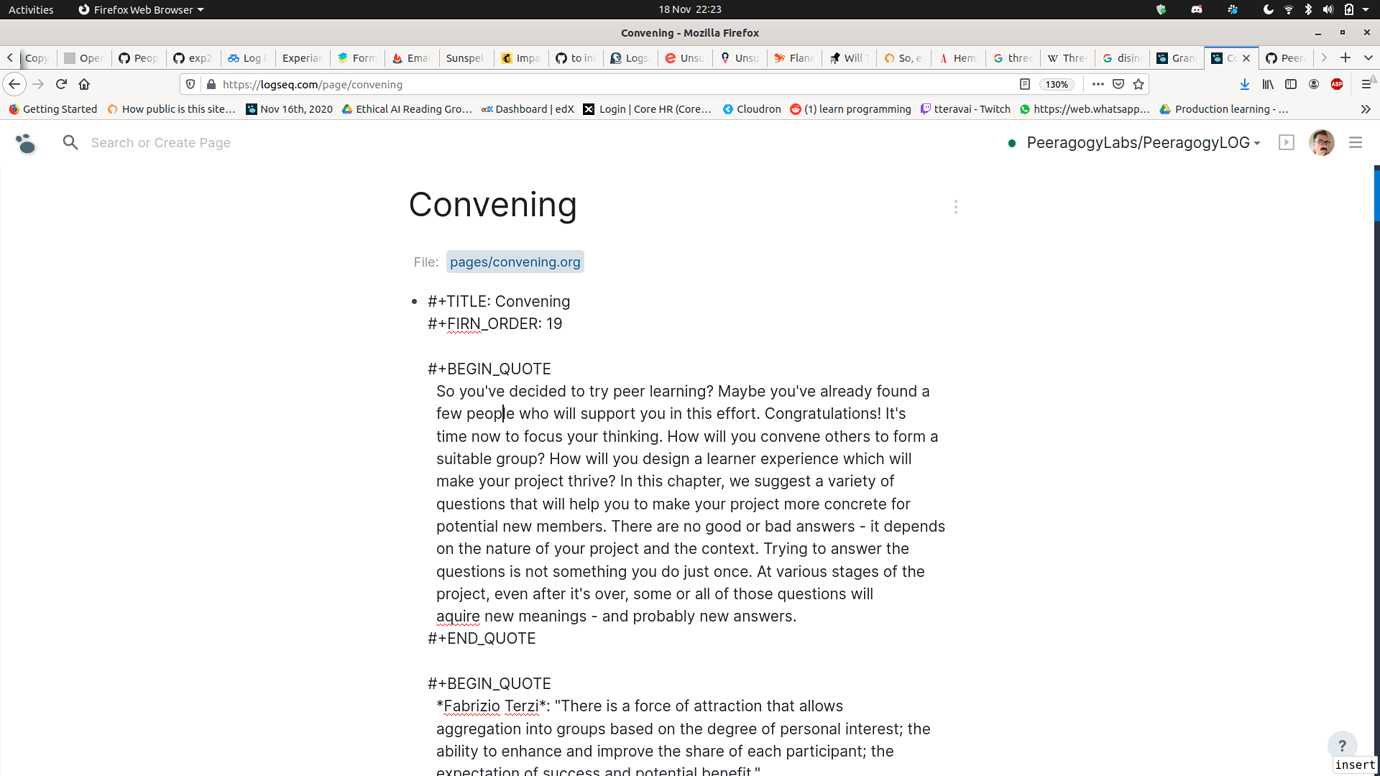 Activities
Firefox Web Browser
18 Nov 22:23
Convening - Mozilla Firefox
Copy
Open
Peop
exp2
Log I
Experian
Form
Emai
Sunspel
Impa
to inb
Logs
Unsu
Unsu
Flanc
Will T
So, e
Hem
three
Three
disin
Gran
Co
Peer
https://logseq.com/page/convening
130%
ABP
Getting Started
How public is this site...
Nov 16th, 2020
Ethical AI Reading Gro...
Dashboard | edX
Login | Core HR (Core...
Cloudron
(1) learn programming
tteravai - Twitch
https://web.whatsapp...
Production learning - ...
Search or Create Page
PeeragogyLabs/PeeragogyLOG
Convening
File: pages/convening.org
#+TITLE: Convening
#+FIRN_ORDER: 19
#+BEGIN_QUOTE
So you've decided to try peer learning? Maybe you've already found a
few people who will support you in this effort. Congratulations! It's
time now to focus your thinking. How will you convene others to form a
suitable group? How will you design a learner experience which will
make your project thrive? In this chapter, we suggest a variety of
questions that will help you to make your project more concrete for
potential new members. There are no good or bad answers - it depends
on the nature of your project and the context. Trying to answer the
questions is not something you do just once. At various stages of the
project, even after it's over, some or all of those questions will
aquire new meanings - and probably new answers.
#+END_QUOTE
#+BEGIN_QUOTE
*Fabrizio Terzi*: "There is a force of attraction that allows
aggregation into groups based on the degree of personal interest; the
ability to enhance and improve the share of each participant; the
expectation of success and potential benefit."
?
insert